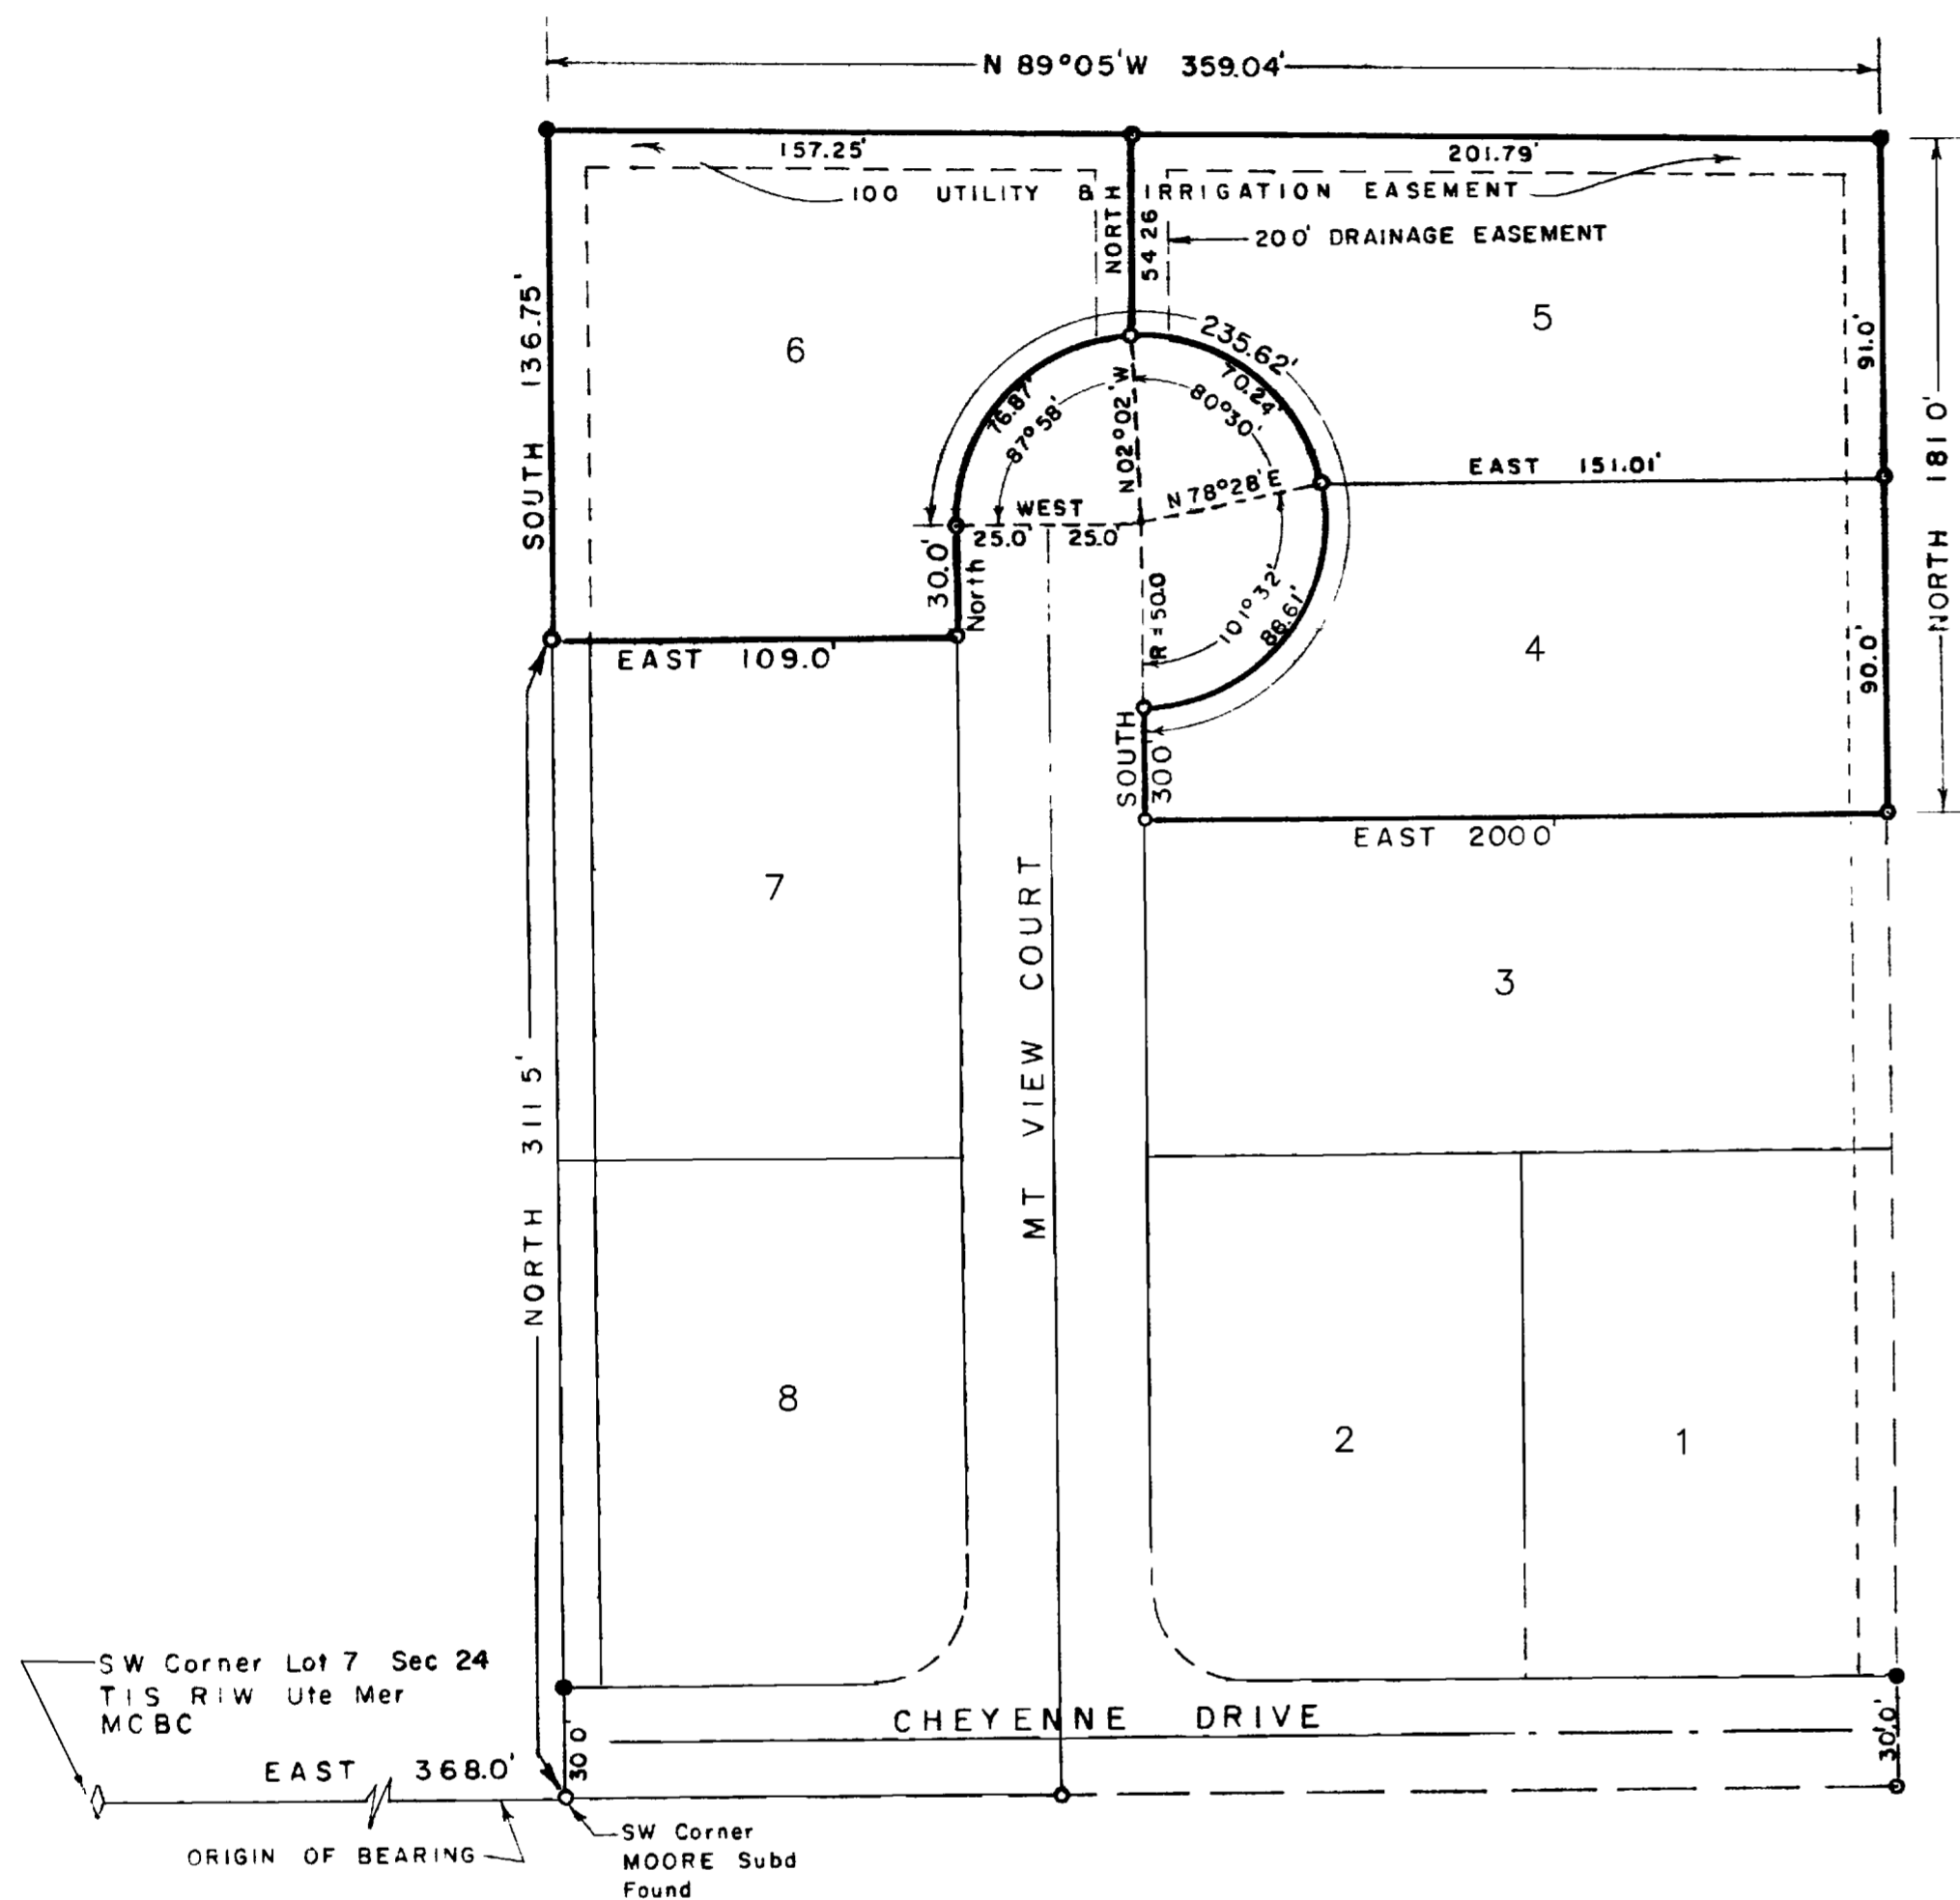 N 89°05'W 359.04'
157.25'
201.79'
100 UTILITY & IRRIGATION EASEMENT
200' DRAINAGE EASEMENT
NORTH
54 26
SOUTH 136.75'
6
5
91.0'
NORTH 181 0'
235.62'
76.87'
70.24'
87°58'
80°30'
N 02°02'W
N 78°28'E
EAST 151.01'
WEST
25.0' 25.0'
30.0'
North
R = 50.0
101°32'
88.61'
EAST 109.0'
4
90.0'
SOUTH
300'
EAST 200 0'
7
3
MT VIEW COURT
NORTH 311 5'
8
2
1
SW Corner Lot 7 Sec 24
T1S R1W Ute Mer
MCBC
CHEYENNE DRIVE
EAST 368.0'
30 0'
30.0'
ORIGIN OF BEARING
SW Corner
MOORE Subd
Found